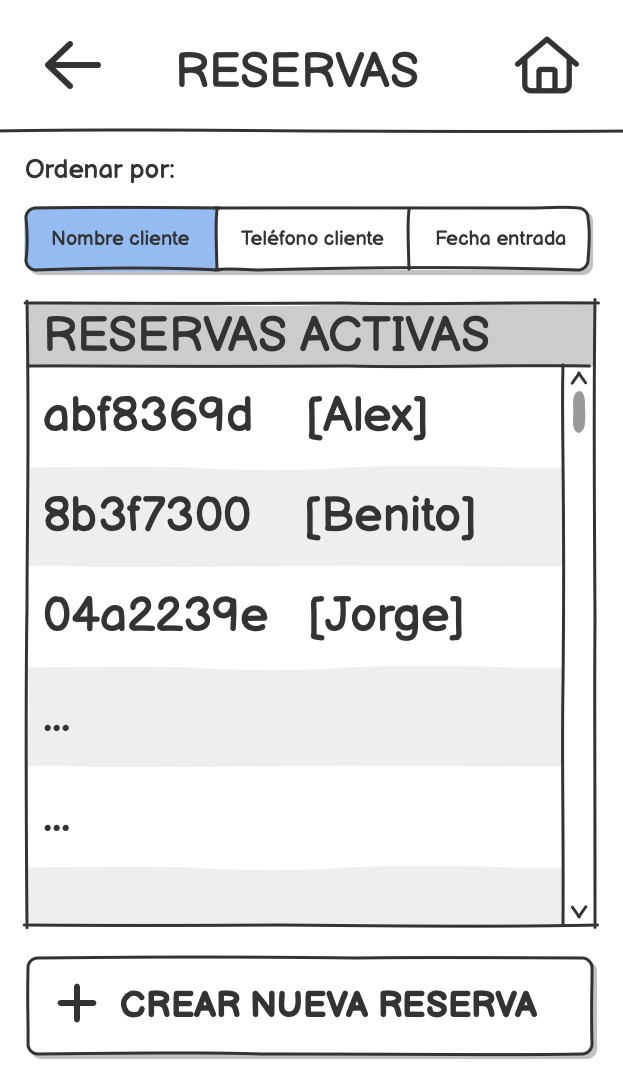 RESERVAS
Ordenar por:
Nombre cliente Teléfono cliente Fecha entrada
RESERVAS ACTIVAS
abf8369d [Alex]
8b3f7300 [Benito]
04a2239e [Jorge]
...
...
+ CREAR NUEVA RESERVA